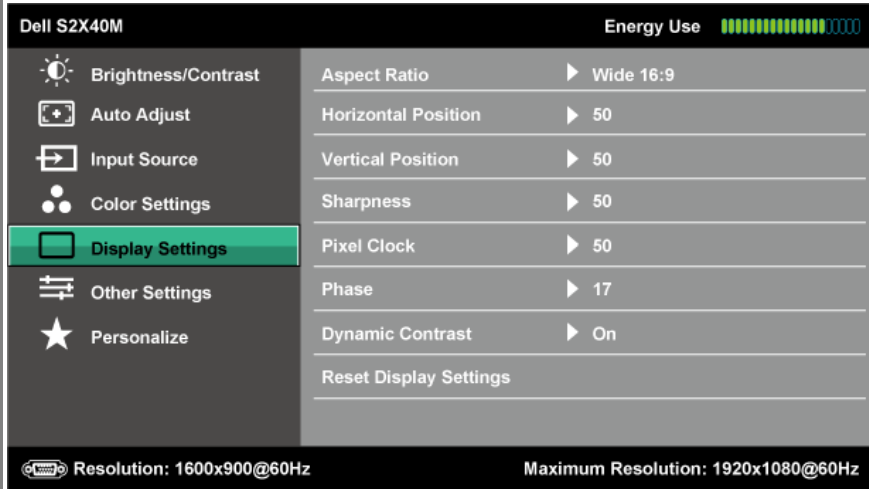 Dell S2X40M Energy Use
Brightness/Contrast Aspect Ratio Wide 16:9
Auto Adjust Horizontal Position 50
Input Source Vertical Position 50
Color Settings Sharpness 50
Display Settings Pixel Clock 50
Other Settings Phase 17
Personalize Dynamic Contrast On
Reset Display Settings
Resolution: 1600x900@60Hz Maximum Resolution: 1920x1080@60Hz